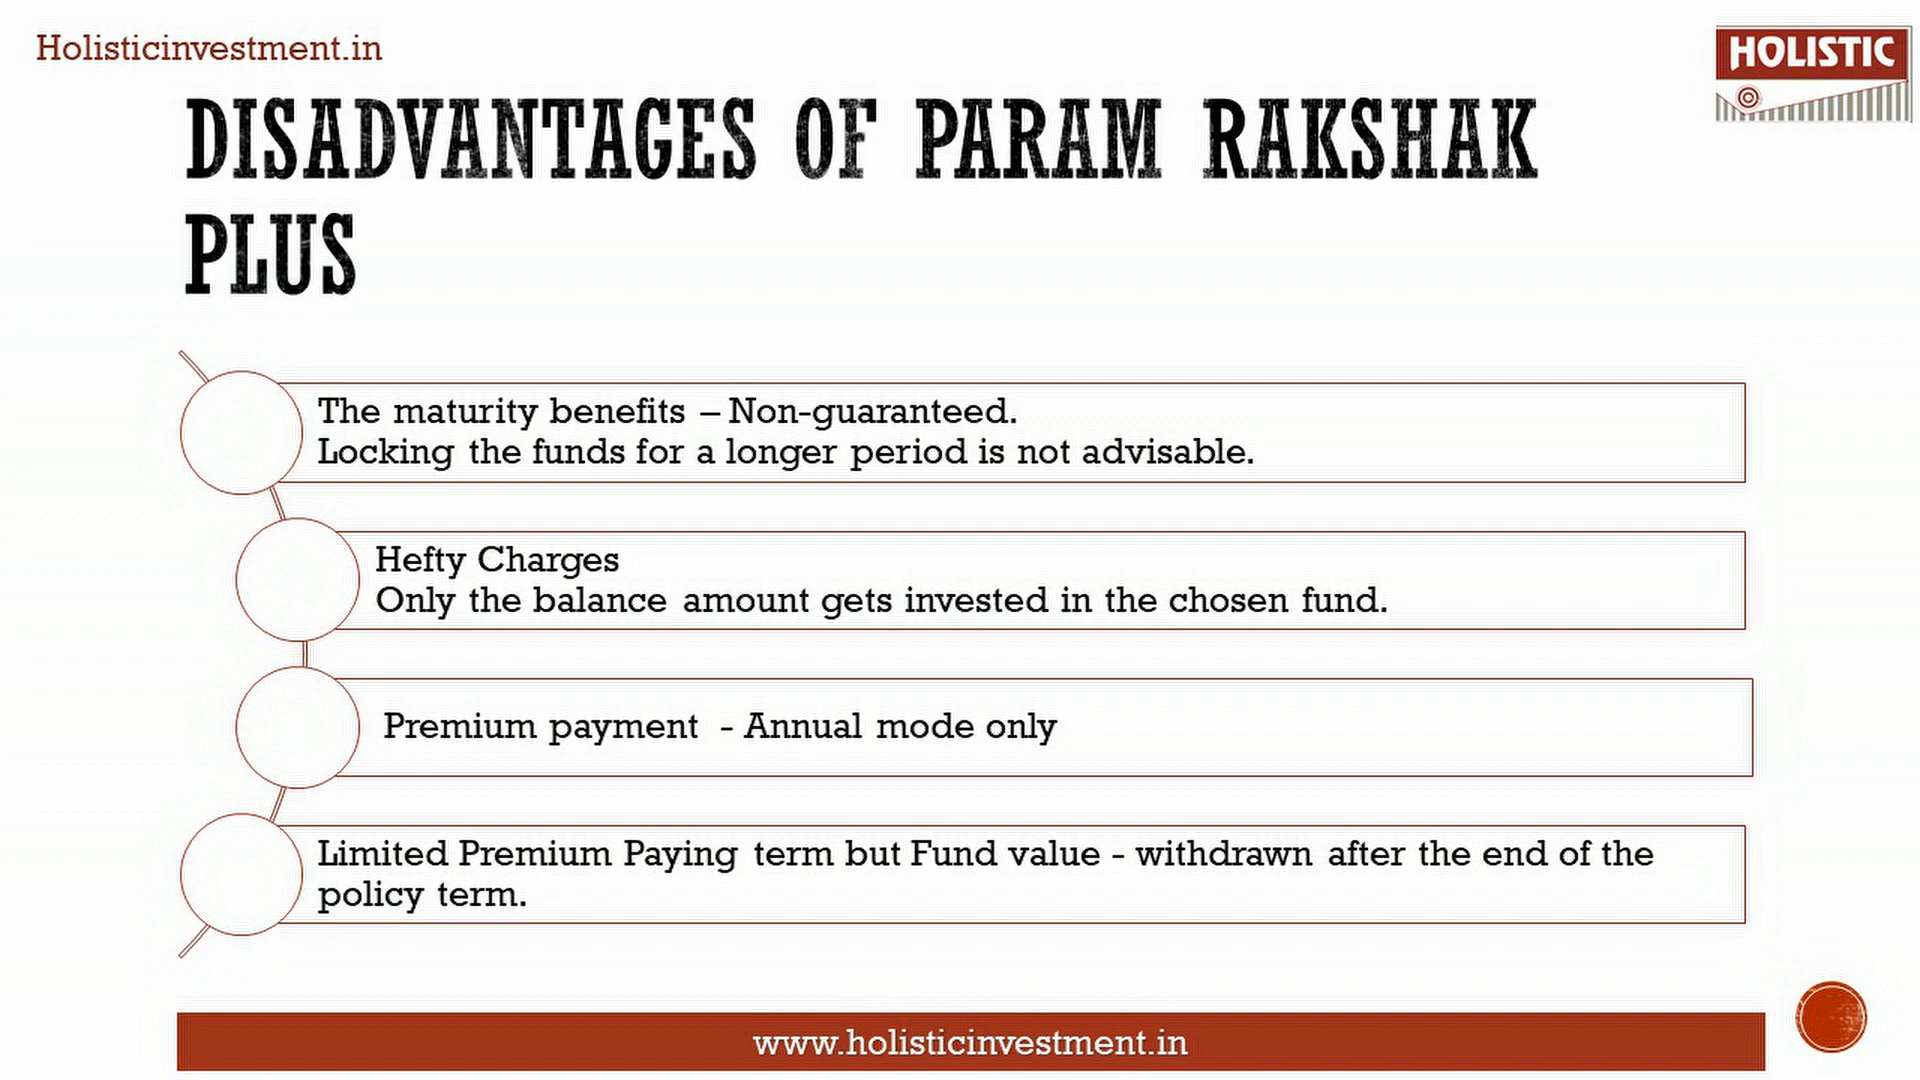 Holisticinvestment.in
HOLISTIC
DISADVANTAGES OF PARAM RAKSHAK
PLUS
The maturity benefits – Non-guaranteed.
Locking the funds for a longer period is not advisable.
Hefty Charges
Only the balance amount gets invested in the chosen fund.
Premium payment - Annual mode only
Limited Premium Paying term but Fund value - withdrawn after the end of the
policy term.
www.holisticinvestment.in